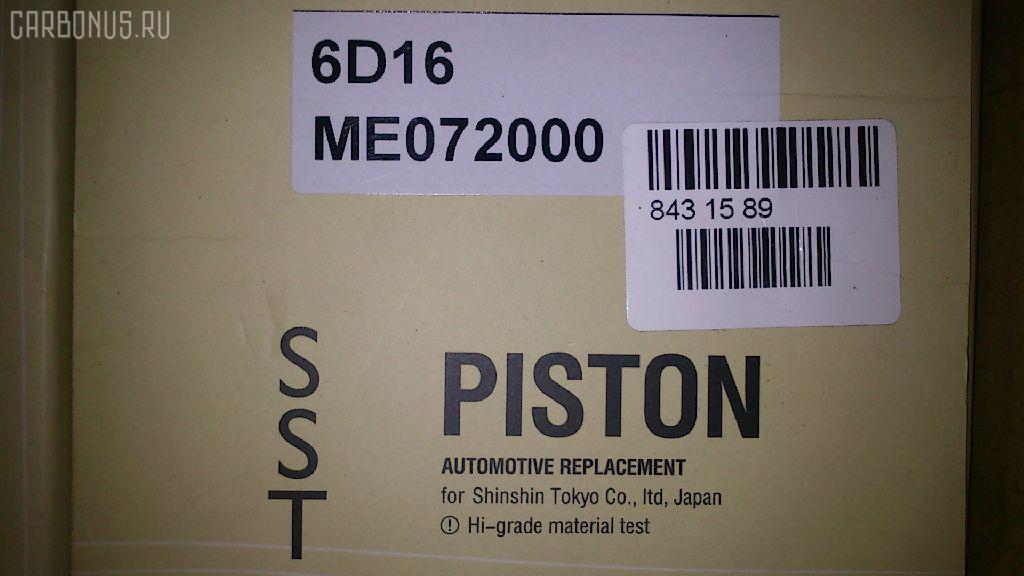 CARBONUS.RU
6D16
ME072000
843 15 89
SST
PISTON
AUTOMOTIVE REPLACEMENT
for Shinshin Tokyo Co., ltd, Japan
! Hi-grade material test